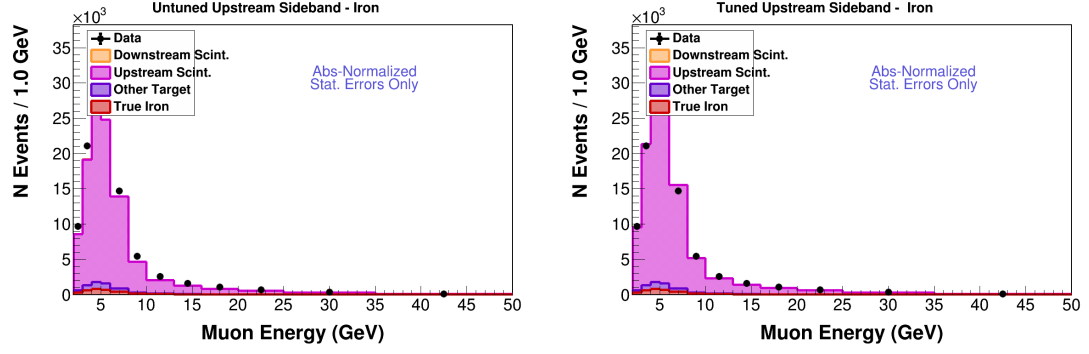 Untuned Upstream Sideband - Iron
×10³
N Events / 1.0 GeV
35
30
25
20
15
10
5
0
Data
Downstream Scint.
Upstream Scint.
Other Target
True Iron
Abs-Normalized
Stat. Errors Only
5 10 15 20 25 30 35 40 45 50
Muon Energy (GeV)
Tuned Upstream Sideband - Iron
×10³
N Events / 1.0 GeV
35
30
25
20
15
10
5
0
Data
Downstream Scint.
Upstream Scint.
Other Target
True Iron
Abs-Normalized
Stat. Errors Only
5 10 15 20 25 30 35 40 45 50
Muon Energy (GeV)